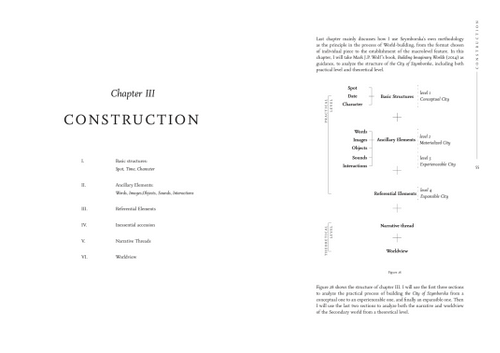 Chapter III
CONSTRUCTION
I. Basic structures
Spot, Time, Character
II. Ancillary Elements
Words, Images,Objects, Sounds, Interactions
III. Referential Elements
IV. Intentional accession
V. Narrative Threads
VI. Worldview
Last chapter mainly discusses how I use Szymborska's own methodology
as the principle in the process of World-building, from the format chosen
of individual piece to the establishment of the macrolevel feature. In this
chapter, I will take Mark J.P. Wolf's book, Building Imaginary Worlds (2014) as
guidance, to analyze the structure of the City of Szymborska, including both
practical level and theoretical level.
Spot
Date
Character
Basic Structures
level 1
Conceptual City
PRACTICAL
LEVEL
Words
Images
Objects
Sounds
Interactions
Ancillary Elements
level 2
Materialized City
level 3
Experienceable City
Referential Elements
level 4
Expansible City
THEORETICAL
LEVEL
Narrative thread
Worldview
Figure
Figure shows the structure of chapter III. I will use the first three sections
to analyze the practical process of building the City of Szymborska from a
conceptual one to an experienceable one, and finally an expansible one. Then
I will use the last two sections to analyze both the narrative and worldview
of the Secondary world from a theoretical level.
CONSTRUCTION